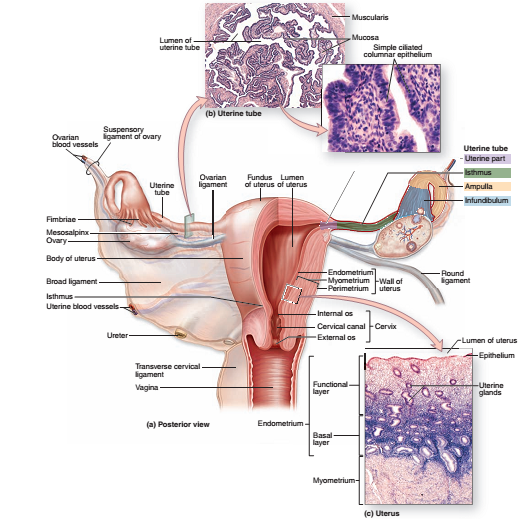 Muscularis
Mucosa
Lumen of
uterine tube
Simple ciliated
columnar epithelium
(b) Uterine tube
Ovarian
blood vessels
Suspensory
ligament of ovary
Uterine
tube
Ovarian
ligament
Fundus
of uterus
Lumen
of uterus
Uterine tube
Uterine part
Isthmus
Ampulla
Infundibulum
Fimbriae
Mesosalpinx
Ovary
Body of uterus
Broad ligament
Isthmus
Uterine blood vessels
Ureter
Transverse cervical
ligament
Vagina
Endometrium
Myometrium
Perimetrium
Wall of
uterus
Round
ligament
Internal os
Cervical canal
External os
Cervix
(a) Posterior view
Lumen of uterus
Epithelium
Functional
layer
Uterine
glands
Endometrium
Basal
layer
Myometrium
(c) Uterus